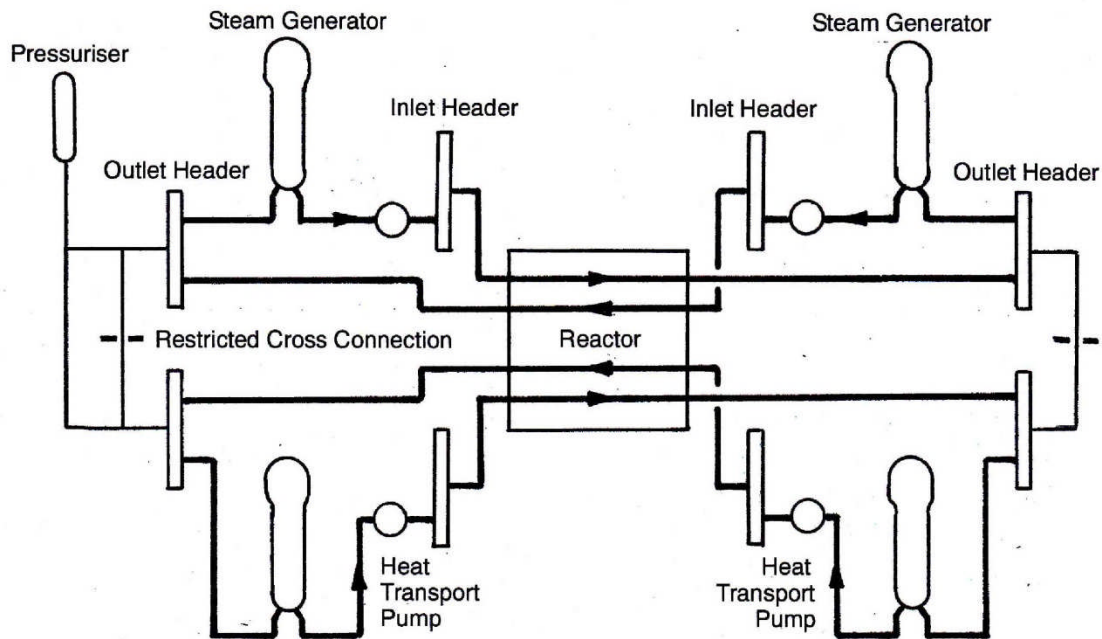 Steam Generator
Steam Generator
Pressuriser
Inlet Header
Inlet Header
Outlet Header
Outlet Header
Restricted Cross Connection
Reactor
Heat
Transport
Pump
Heat
Transport
Pump